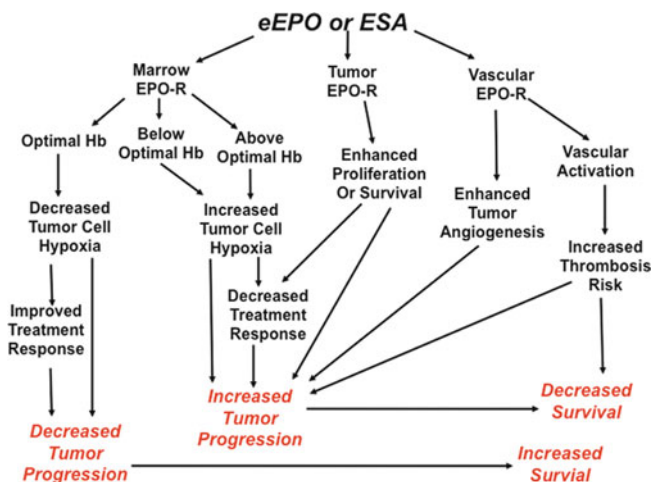 eEPO or ESA
Marrow
EPO-R
Tumor
EPO-R
Vascular
EPO-R
Optimal Hb
Below
Optimal Hb
Above
Optimal Hb
Enhanced
Proliferation
Or Survival
Vascular
Activation
Decreased
Tumor Cell
Hypoxia
Increased
Tumor Cell
Hypoxia
Enhanced
Tumor
Angiogenesis
Increased
Thrombosis
Risk
Improved
Treatment
Response
Decreased
Treatment
Response
Increased
Tumor
Progression
Decreased
Survival
Decreased
Tumor
Progression
Increased
Survial